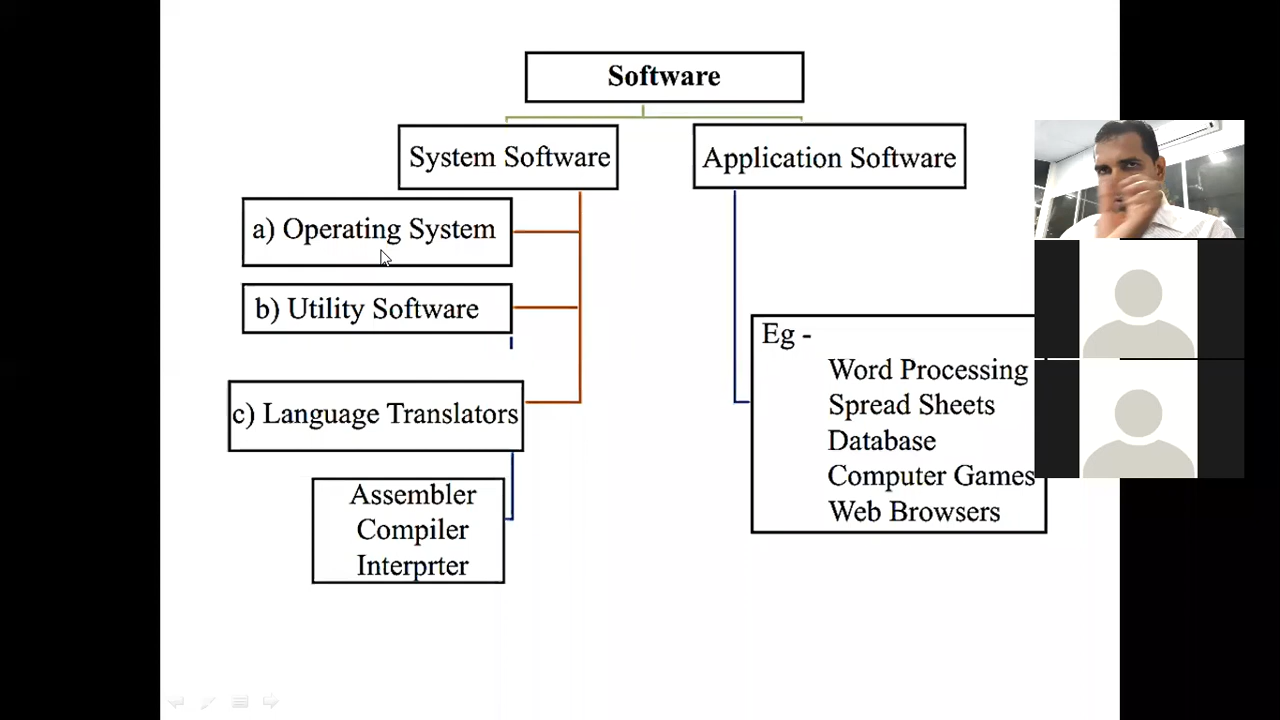 Software
System Software
Application Software
a) Operating System
b) Utility Software
c) Language Translators
Assembler
Compiler
Interprter
Eg -
Word Processing
Spread Sheets
Database
Computer Games
Web Browsers